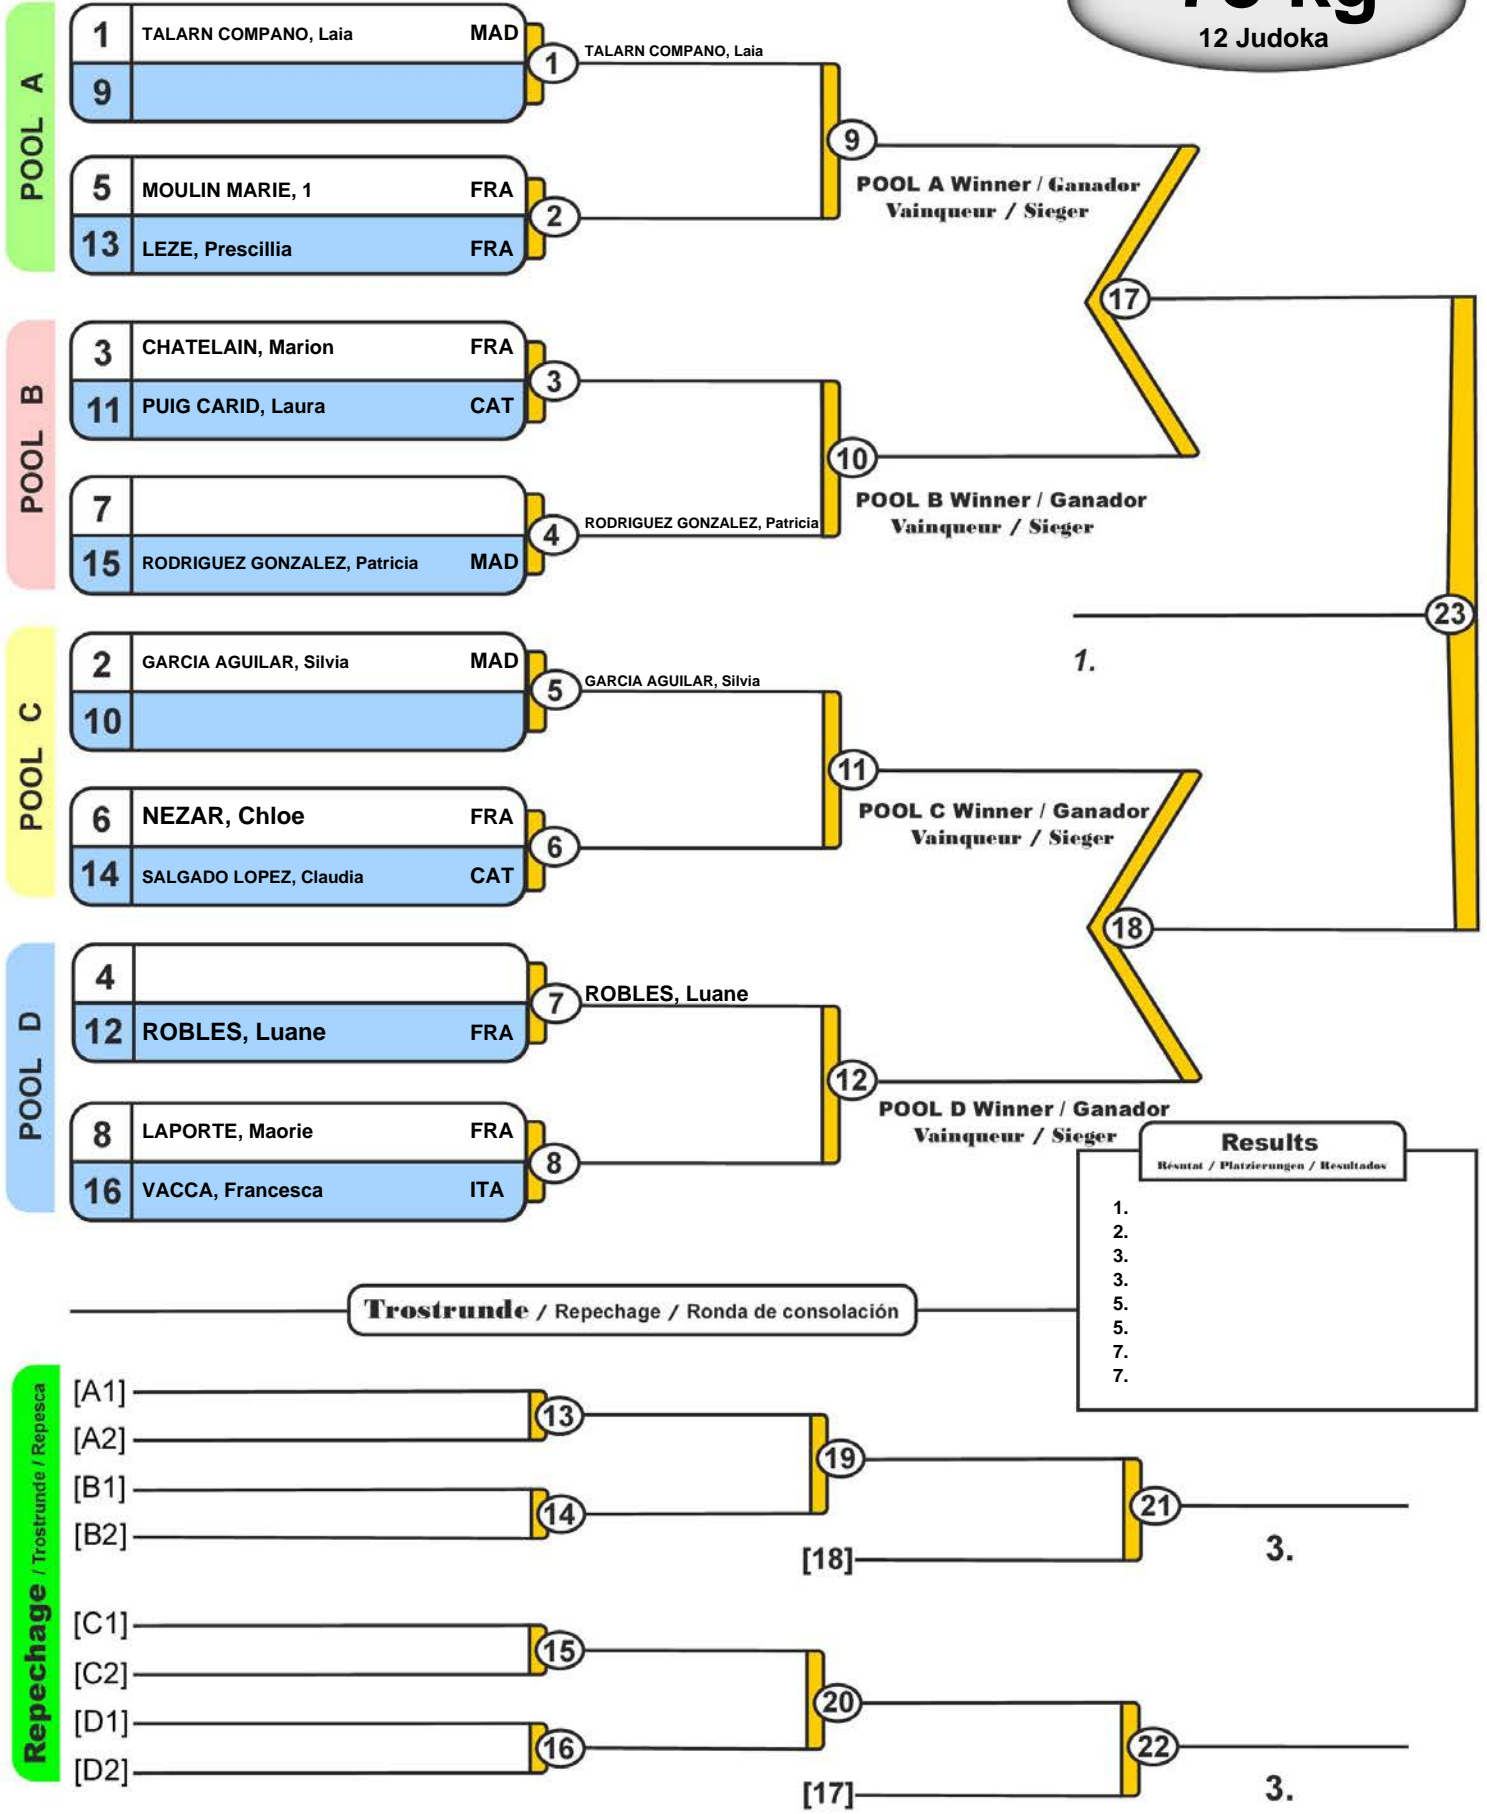 12 Judoka
POOL A
1 TALARN COMPANO, Laia MAD
9
1
TALARN COMPANO, Laia
5 MOULIN MARIE, 1 FRA
13 LEZE, Prescillia FRA
2
9
POOL A Winner / Ganador
Vainqueur / Sieger
POOL B
3 CHATELAIN, Marion FRA
11 PUIG CARID, Laura CAT
3
7
15 RODRIGUEZ GONZALEZ, Patricia MAD
4
RODRIGUEZ GONZALEZ, Patricia
10
POOL B Winner / Ganador
Vainqueur / Sieger
17
POOL C
2 GARCIA AGUILAR, Silvia MAD
10
5
GARCIA AGUILAR, Silvia
6 NEZAR, Chloe FRA
14 SALGADO LOPEZ, Claudia CAT
6
11
POOL C Winner / Ganador
Vainqueur / Sieger
POOL D
4
12 ROBLES, Luane FRA
7
ROBLES, Luane
8 LAPORTE, Maorie FRA
16 VACCA, Francesca ITA
8
12
POOL D Winner / Ganador
Vainqueur / Sieger
18
23
1.
Results
Résutat / Platzierungen / Resultados
1.
2.
3.
3.
5.
5.
7.
7.
Trostrunde / Repechage / Ronda de consolación
Repechage / Trostrunde / Repesca
[A1]
[A2]
13
[B1]
[B2]
14
19
[18]
21
3.
[C1]
[C2]
15
[D1]
[D2]
16
20
[17]
22
3.